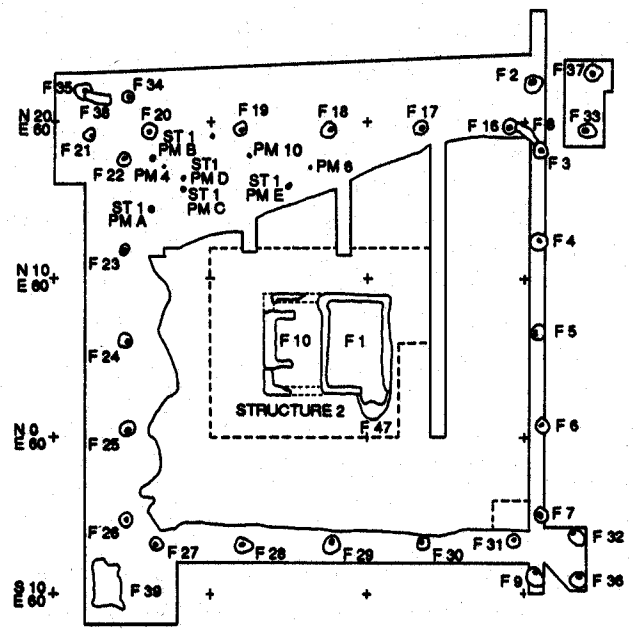 F 35
F 34
F 2
F 37
N 20
E 60
F 38
F 20
F 19
F 18
F 17
F 16
F 8
F 33
F 21
ST 1
PM B
PM 10
F 3
F 22
PM 4
ST 1
PM D
PM 6
ST 1
PM C
ST 1
PM E
ST 1
PM A
F 4
F 23
N 10
E 60
F 5
F 24
F 10
F 1
STRUCTURE 2
F 47
N 0
E 60
F 25
F 6
F 7
F 26
F 32
F 27
F 28
F 29
F 30
F 31
S 10
E 60
F 39
F 9
F 36